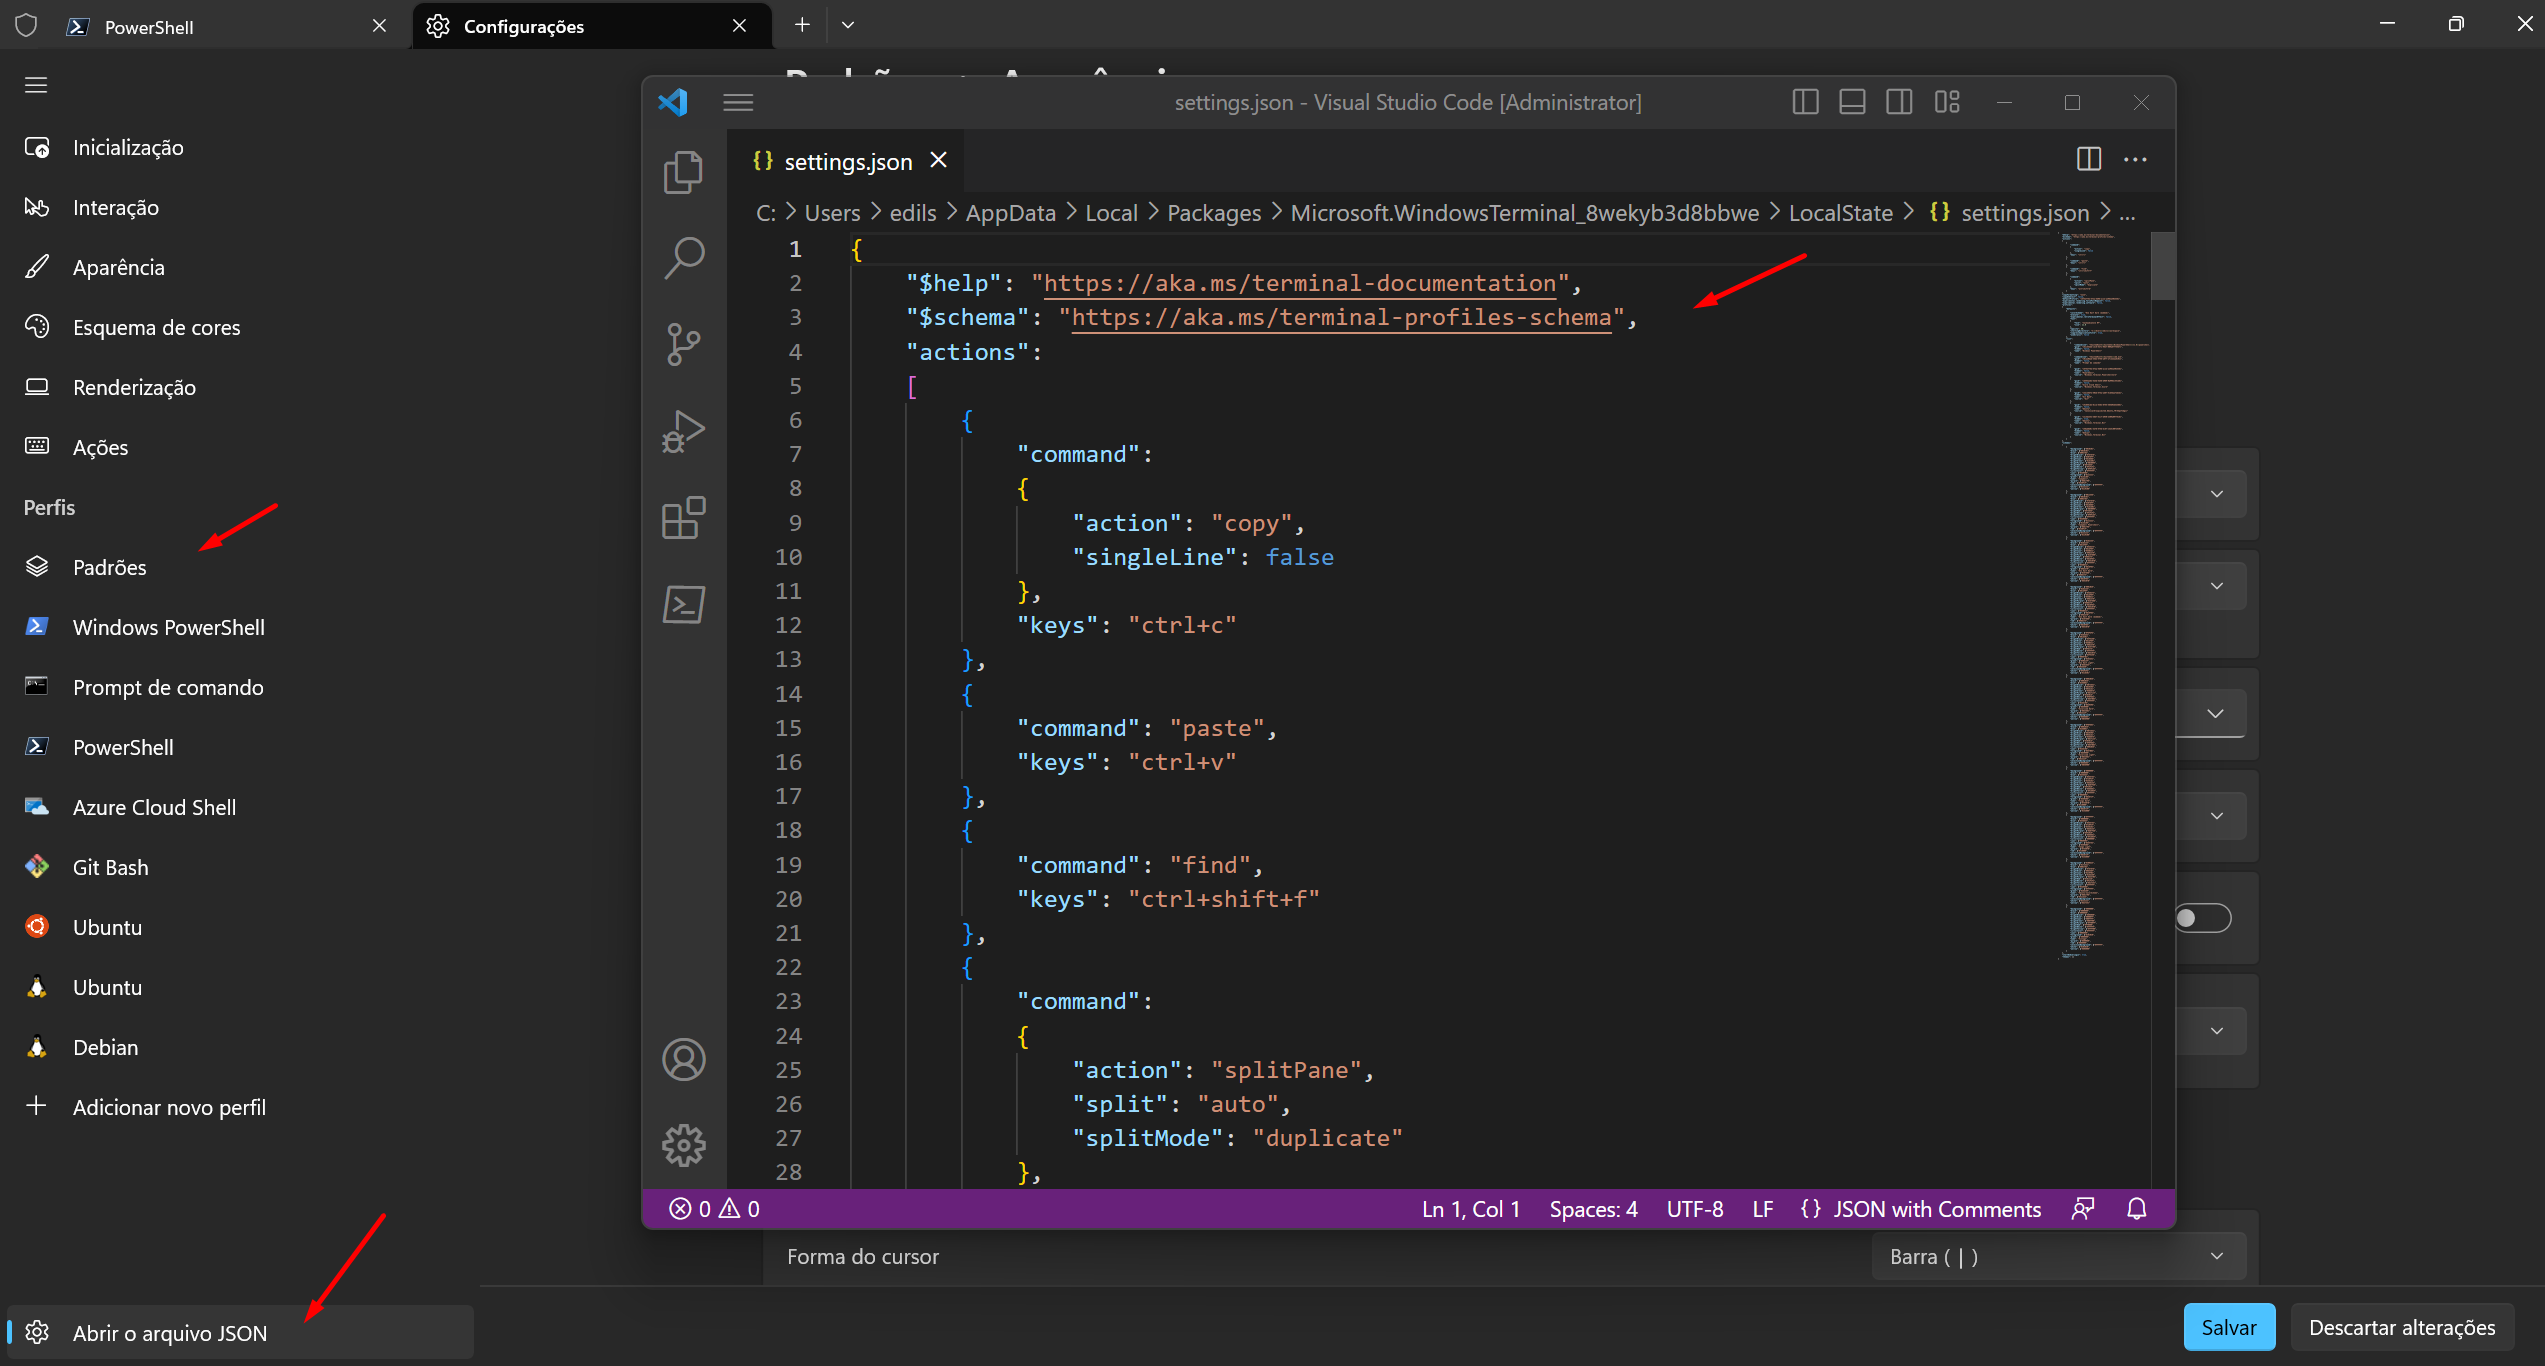 PowerShell
Configurações
Inicialização
Interação
Aparência
Esquema de cores
Renderização
Ações
Perfis
Padrões
Windows PowerShell
Prompt de comando
PowerShell
Azure Cloud Shell
Git Bash
Ubuntu
Ubuntu
Debian
Adicionar novo perfil
Abrir o arquivo JSON
settings.json - Visual Studio Code [Administrator]
{} settings.json
C: > Users > edils > AppData > Local > Packages > Microsoft.WindowsTerminal_8wekyb3d8bbwe > LocalState > {} settings.json > ...
1 {
2 "$help": "https://aka.ms/terminal-documentation",
3 "$schema": "https://aka.ms/terminal-profiles-schema",
4 "actions":
5 [
6 {
7 "command":
8 {
9 "action": "copy",
10 "singleLine": false
11 },
12 "keys": "ctrl+c"
13 },
14 {
15 "command": "paste",
16 "keys": "ctrl+v"
17 },
18 {
19 "command": "find",
20 "keys": "ctrl+shift+f"
21 },
22 {
23 "command":
24 {
25 "action": "splitPane",
26 "split": "auto",
27 "splitMode": "duplicate"
28 },
0 0 Ln 1, Col 1 Spaces: 4 UTF-8 LF {} JSON with Comments
Forma do cursor Barra ( | )
Salvar Descartar alterações